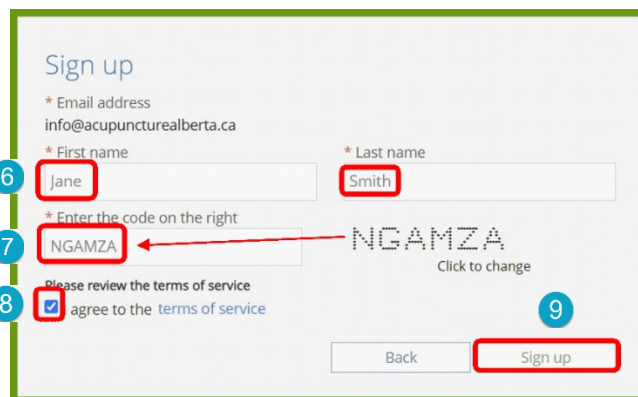 Sign up
* Email address
info@acupuncturealberta.ca
* First name
* Last name
6
Jane
Smith
* Enter the code on the right
7
NGAMZA
NGAMZA
Click to change
Please review the terms of service
8
I agree to the terms of service
9
Back
Sign up